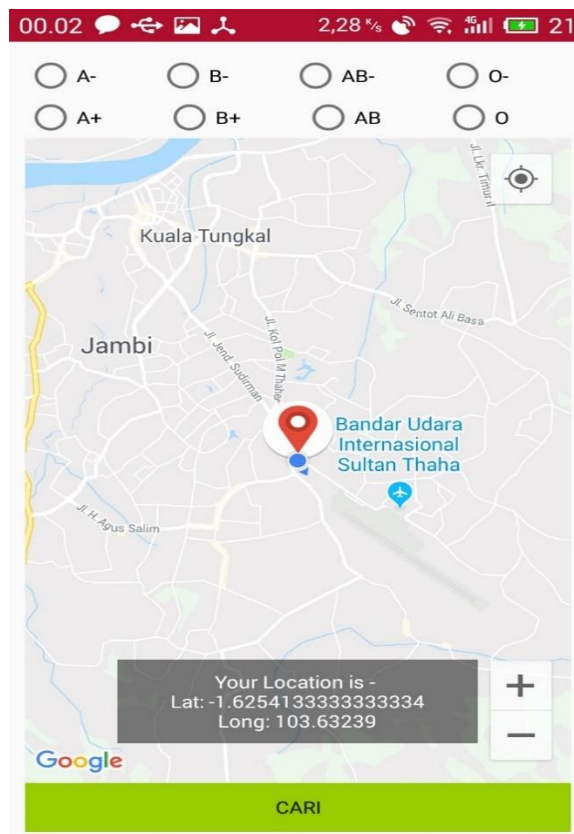 00.02 2,28 K/s 4G 21
A- B- AB- O-
A+ B+ AB O
Jl. Lkr. Timur II
Kuala Tungkal
Jl. Sentot Ali Basa
Jambi
Jl. Jend. Sudirman
Jl. Kol Pol M Thaher
Bandar Udara
Internasional
Sultan Thaha
Jl. H. Agus Salim
Your Location is -
Lat: -1.6254133333333334
Long: 103.63239
+
−
Google
CARI